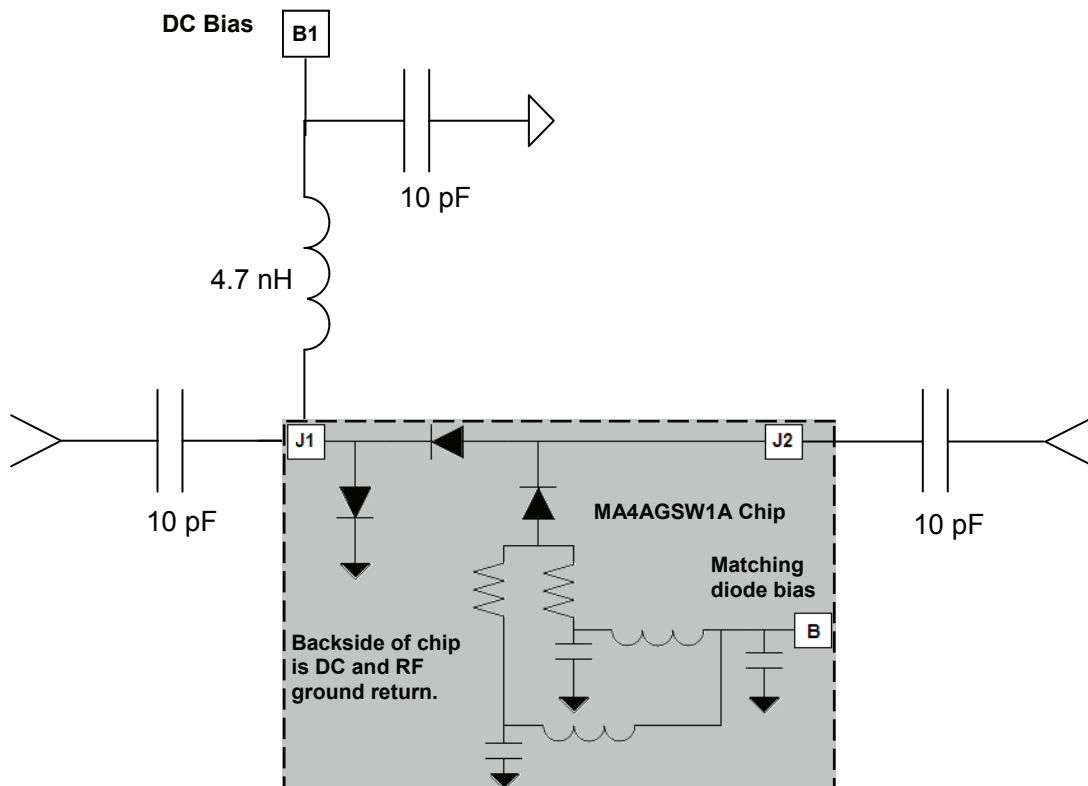 DC Bias
B1
10 pF
4.7 nH
J1
J2
10 pF
10 pF
MA4AGSW1A Chip
Matching
diode bias
B
Backside of chip
is DC and RF
ground return.